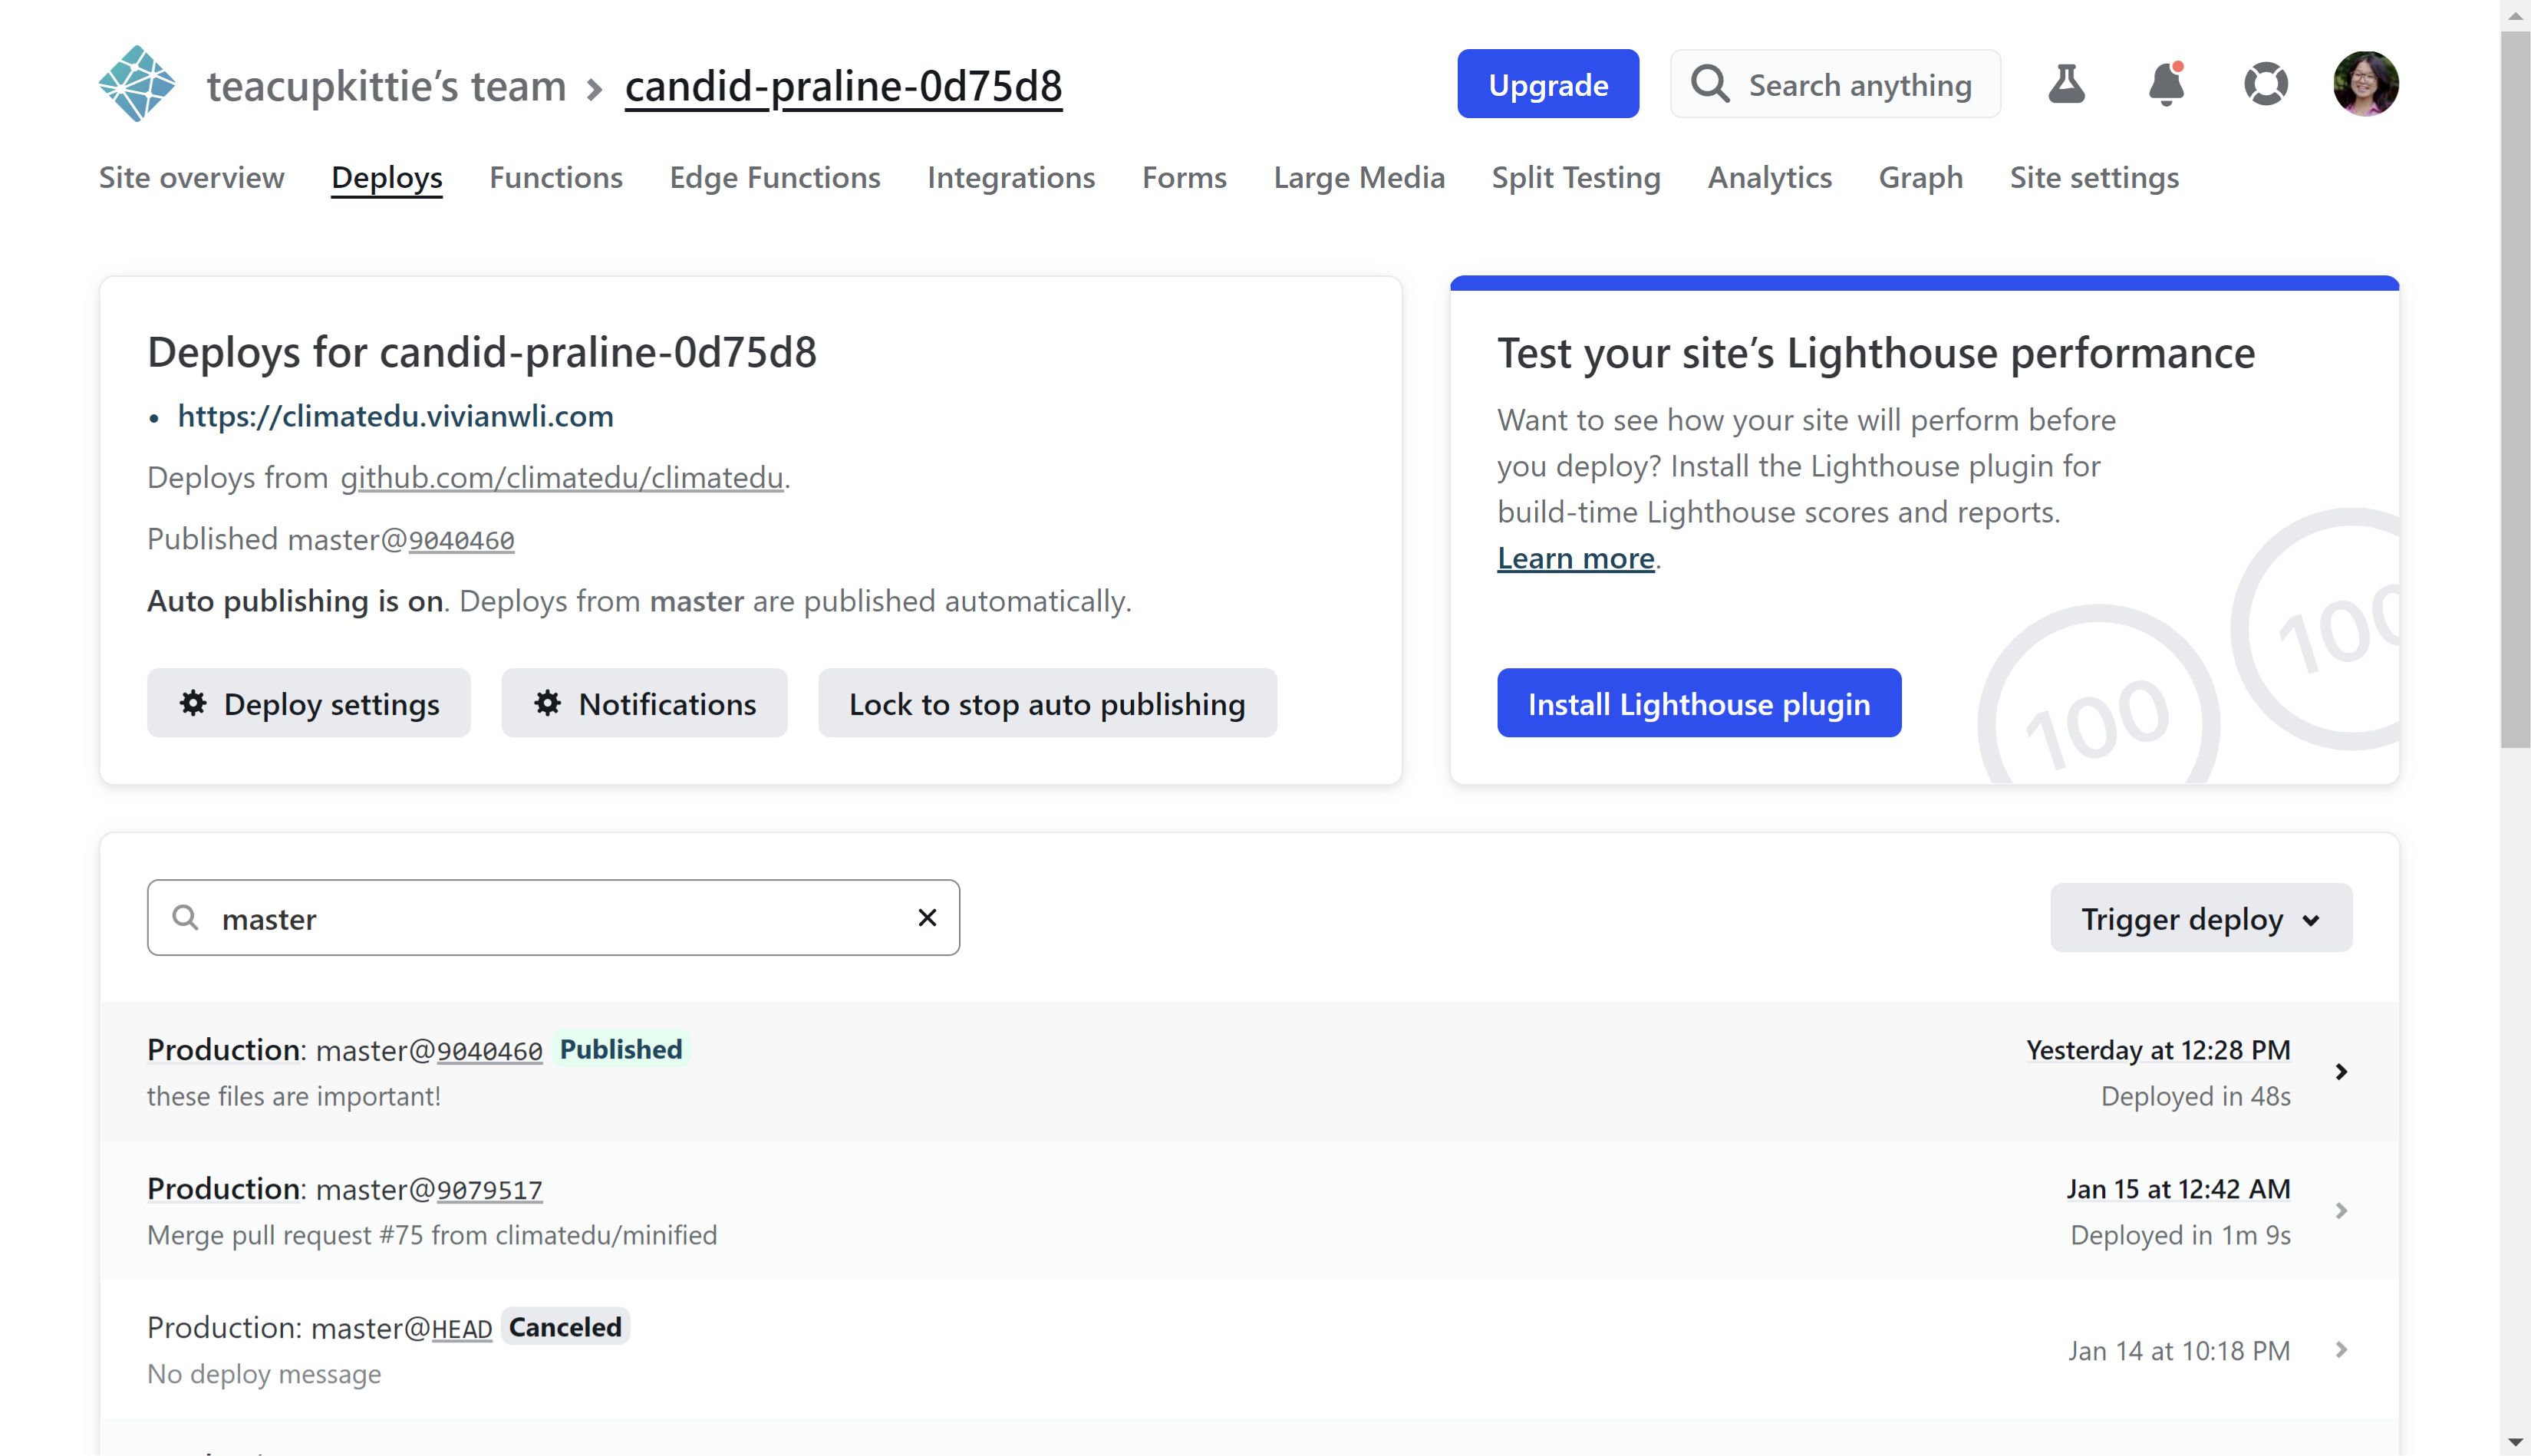 teacupkittie’s team › candid-praline-0d75d8
Upgrade
Search anything
Site overview Deploys Functions Edge Functions Integrations Forms Large Media Split Testing Analytics Graph Site settings
Deploys for candid-praline-0d75d8
• https://climatedu.vivianwli.com
Deploys from github.com/climatedu/climatedu.
Published master@9040460
Auto publishing is on. Deploys from master are published automatically.
Deploy settings
Notifications
Lock to stop auto publishing
Test your site’s Lighthouse performance
Want to see how your site will perform before
you deploy? Install the Lighthouse plugin for
build-time Lighthouse scores and reports.
Learn more.
Install Lighthouse plugin
100
100
master
Trigger deploy
Production: master@9040460 Published
Yesterday at 12:28 PM
these files are important!
Deployed in 48s
Production: master@9079517
Jan 15 at 12:42 AM
Merge pull request #75 from climatedu/minified
Deployed in 1m 9s
Production: master@HEAD Canceled
Jan 14 at 10:18 PM
No deploy message